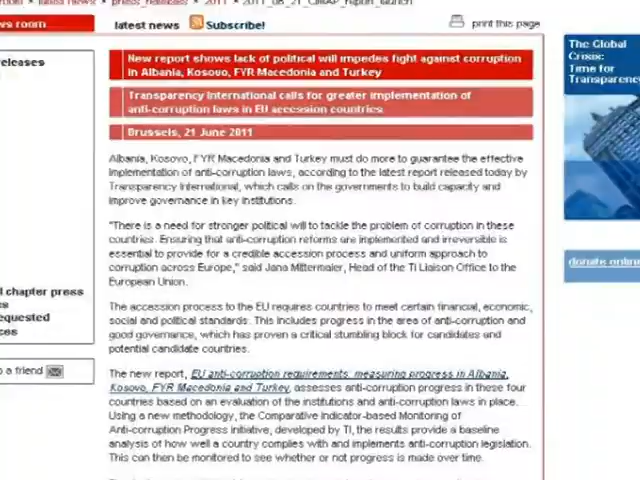 latest news
press_releases
2011
2011_06_21_CIMAP_report_launch
ws room
latest news
Subscribe!
print this page
eleases
New report shows lack of political will impedes fight against corruption
in Albania, Kosovo, FYR Macedonia and Turkey
Transparency International calls for greater implementation of
anti-corruption laws in EU accession countries
Brussels, 21 June 2011
Albania, Kosovo, FYR Macedonia and Turkey must do more to guarantee the effective
implementation of anti-corruption laws, according to the latest report released today by
Transparency International, which calls on the governments to build capacity and
improve governance in key institutions.
"There is a need for stronger political will to tackle the problem of corruption in these
countries. Ensuring that anti-corruption reforms are implemented and irreversible is
essential to provide for a credible accession process and uniform approach to
corruption across Europe," said Jana Mittermaier, Head of the TI Liaison Office to the
European Union.
The accession process to the EU requires countries to meet certain financial, economic,
social and political standards. This includes progress in the area of anti-corruption and
good governance, which has proven a critical stumbling block for candidates and
potential candidate countries.
The new report, EU anti-corruption requirements: measuring progress in Albania,
Kosovo, FYR Macedonia and Turkey, assesses anti-corruption progress in these four
countries based on an evaluation of the institutions and anti-corruption laws in place.
Using a new methodology, the Comparative Indicator-based Monitoring of
Anti-corruption Progress initiative, developed by TI, the results provide a baseline
analysis of how well a country complies with and implements anti-corruption legislation.
This can then be monitored to see whether or not progress is made over time.
l chapter press
s
equested
ces
o a friend
The Global
Crisis:
Time for
Transparency
donate online